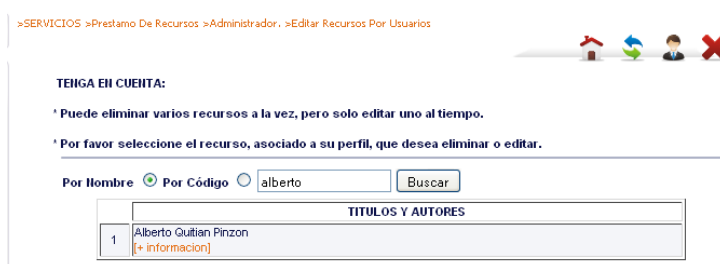 >SERVICIOS >Prestamo De Recursos >Administrador. >Editar Recursos Por Usuarios
TENGA EN CUENTA:
* Puede eliminar varios recursos a la vez, pero solo editar uno al tiempo.
* Por favor seleccione el recurso, asociado a su perfil, que desea eliminar o editar.
Por Nombre Por Código alberto Buscar
TITULOS Y AUTORES
1 Alberto Quitian Pinzon
[+ informacion]